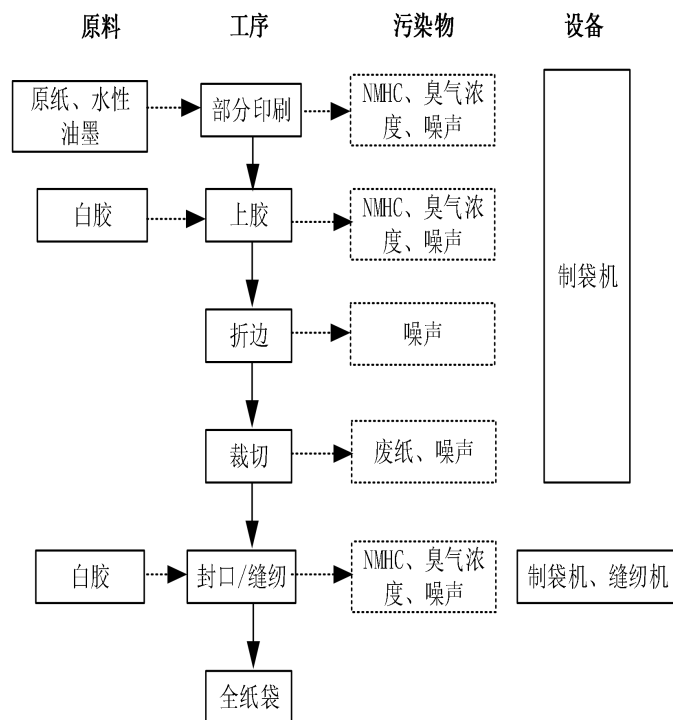 原料 工序 污染物 设备
原纸、水性
油墨
部分印刷
NMHC、臭气浓
度、噪声
白胶
上胶
NMHC、臭气浓
度、噪声
制袋机
折边
噪声
裁切
废纸、噪声
白胶
封口/缝纫
NMHC、臭气浓
度、噪声
制袋机、缝纫机
全纸袋